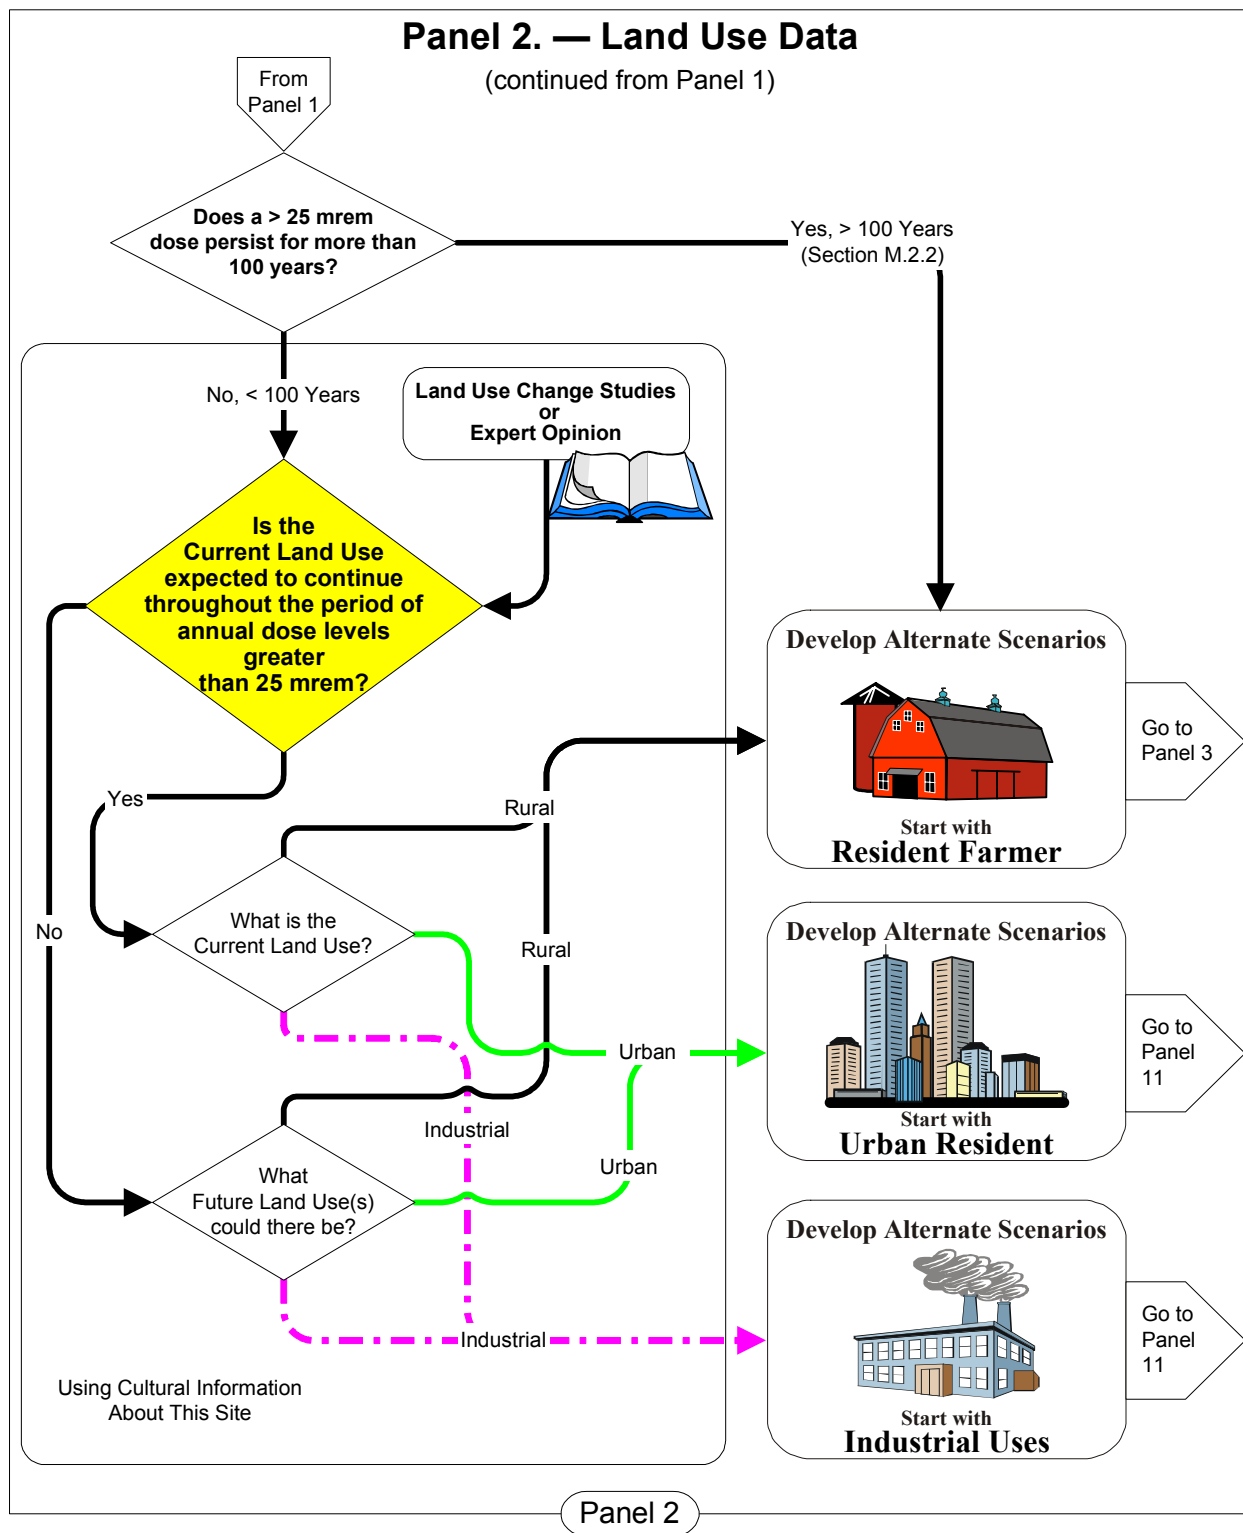 Panel 2. — Land Use Data
(continued from Panel 1)
From
Panel 1
Does a > 25 mrem
dose persist for more than
100 years?
Yes, > 100 Years
(Section M.2.2)
No, < 100 Years
Land Use Change Studies
or
Expert Opinion
Is the
Current Land Use
expected to continue
throughout the period of
annual dose levels
greater
than 25 mrem?
Develop Alternate Scenarios
Start with
Resident Farmer
Go to
Panel 3
Yes
Rural
What is the
Current Land Use?
No
Rural
Develop Alternate Scenarios
Start with
Urban Resident
Go to
Panel
11
Urban
Industrial
Urban
What
Future Land Use(s)
could there be?
Develop Alternate Scenarios
Start with
Industrial Uses
Go to
Panel
11
Industrial
Using Cultural Information
About This Site
Panel 2